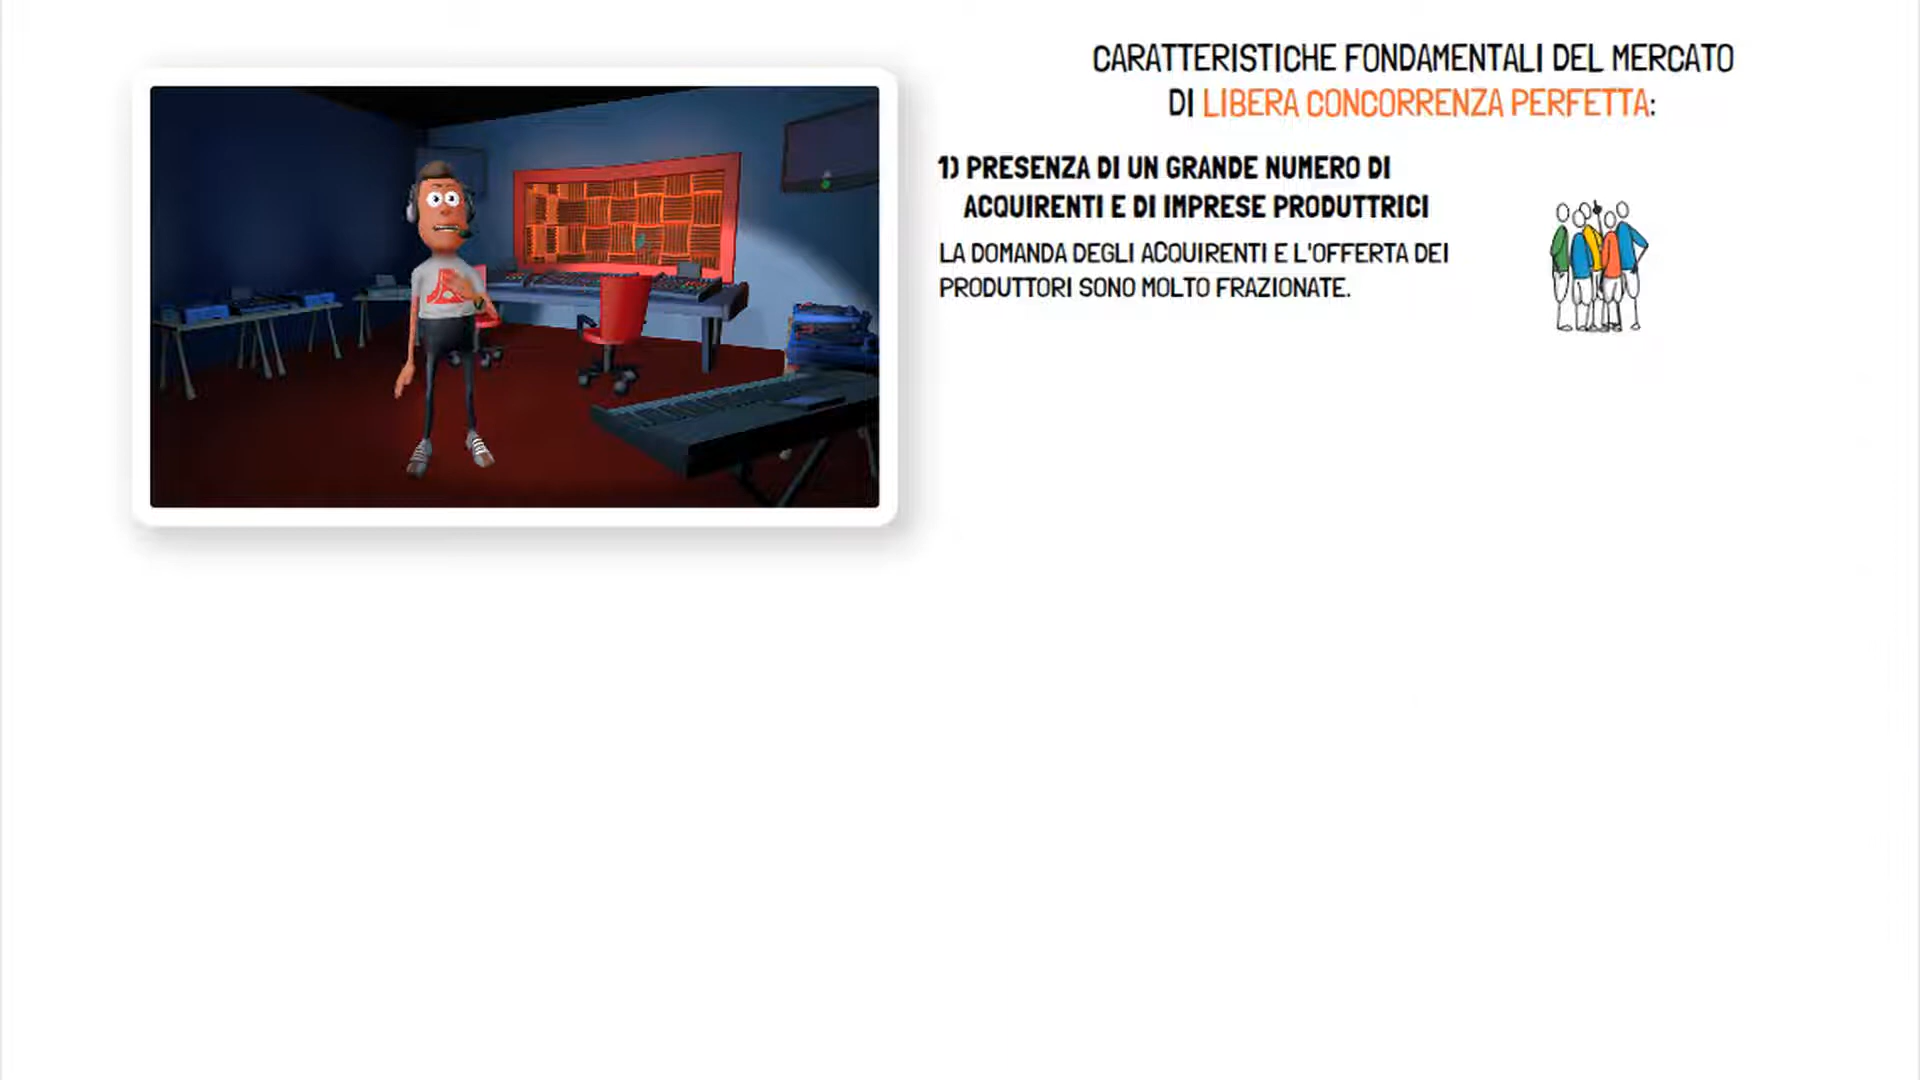 CARATTERISTICHE FONDAMENTALI DEL MERCATO
DI LIBERA CONCORRENZA PERFETTA:
1) PRESENZA DI UN GRANDE NUMERO DI
ACQUIRENTI E DI IMPRESE PRODUTTRICI
LA DOMANDA DEGLI ACQUIRENTI E L'OFFERTA DEI
PRODUTTORI SONO MOLTO FRAZIONATE.